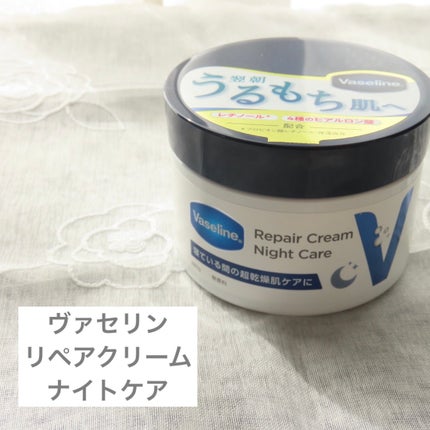 翌朝
Vaseline
うるもち肌へ
レチノール*
4種のヒアルロン酸
配合
Vaseline
Repair Cream
Night Care
寝ている間の超乾燥肌ケアに
無香料
ヴァセリン
リペアクリーム
ナイトケア